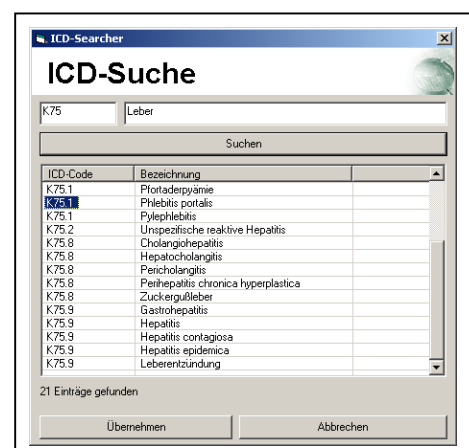 ICD-Searcher
ICD-Suche
K75 Leber
Suchen
ICD-Code Bezeichnung
K75.1 Pfortaderpyämie
K75.1 Phlebitis portalis
K75.1 Pylephlebitis
K75.2 Unspezifische reaktive Hepatitis
K75.8 Cholangiohepatitis
K75.8 Hepatocholangitis
K75.8 Pericholangitis
K75.8 Perihepatitis chronica hyperplastica
K75.8 Zuckergußleber
K75.9 Gastrohepatitis
K75.9 Hepatitis
K75.9 Hepatitis contagiosa
K75.9 Hepatitis epidemica
K75.9 Leberentzündung
21 Einträge gefunden
Übernehmen Abbrechen